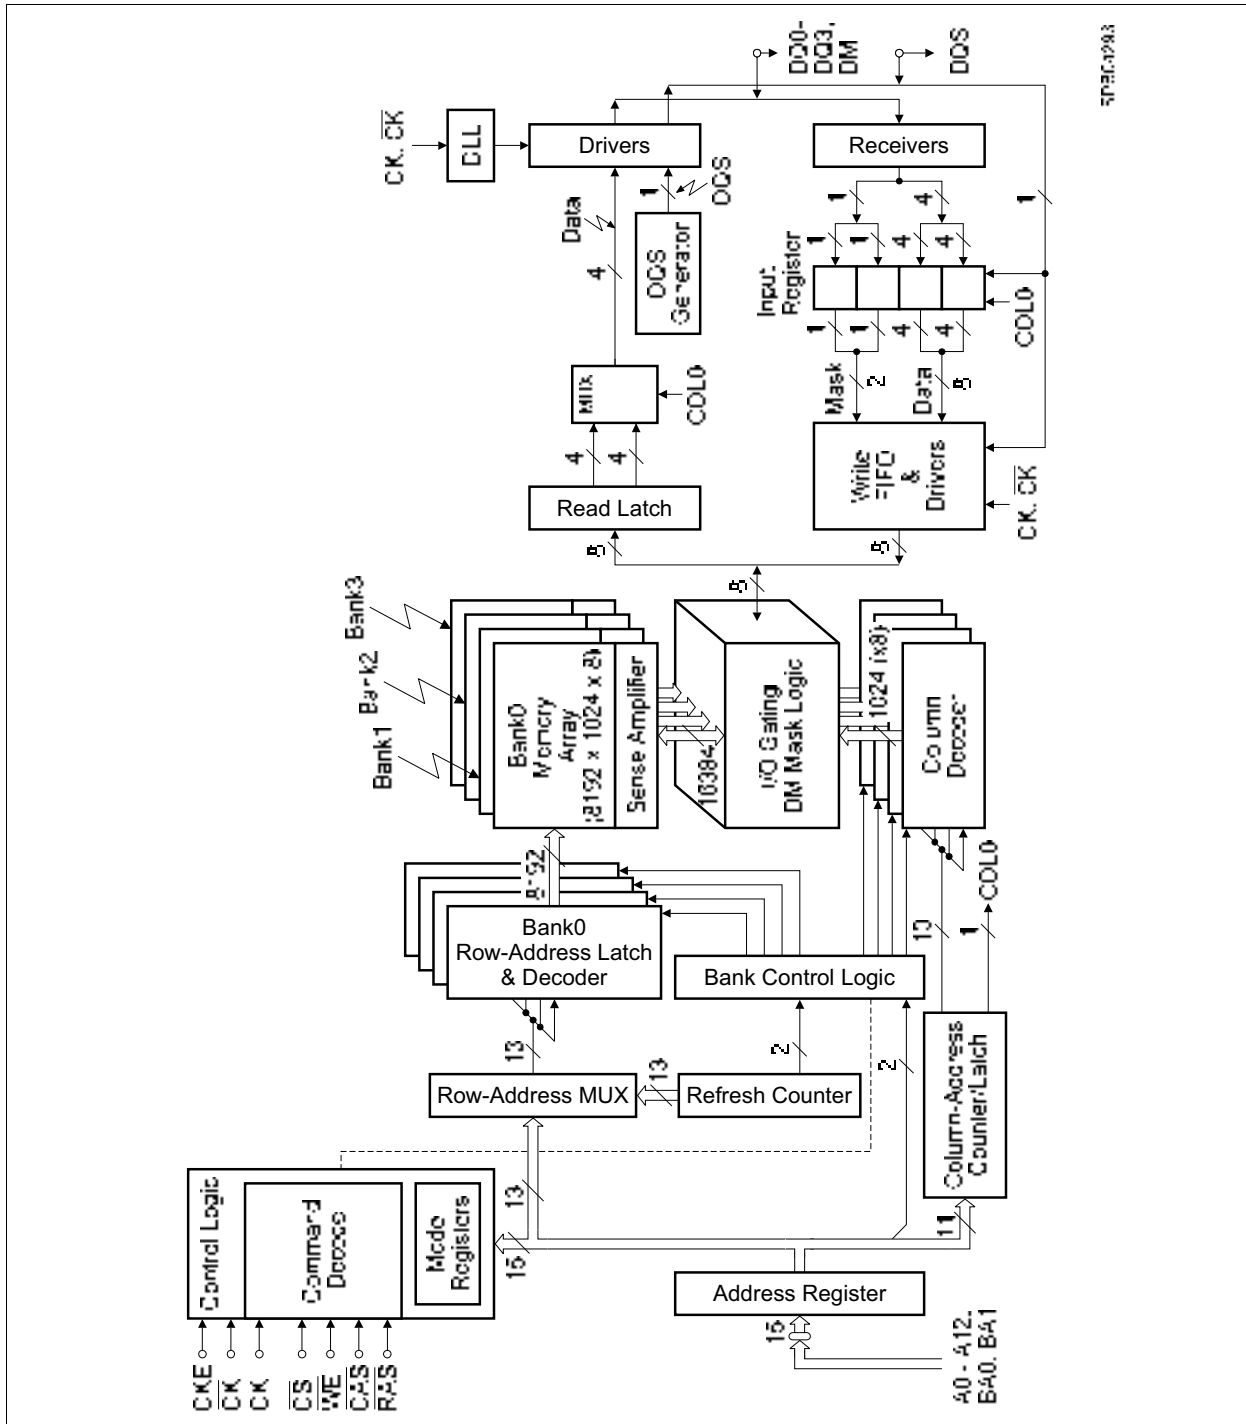 DQ0-
DQ3,
DM
DQS
CK, CK
DLL
Drivers
Receivers
Data
4
1
DQS
DQS
Generator
1
4
1
1
1
4
4
Input
Register
1
1
4
4
COL0
Mask
2
Data
8
MUX
COL0
4
4
Write
FIFO
&
Drivers
CK, CK
Read Latch
8
8
8
Bank3
Bank2
Bank1
Bank0
Memory
Array
(8192 x 1024 x 8)
Sense Amplifier
16384
I/O Gating
DM Mask Logic
1024 (x8)
Column
Decoder
8192
Bank0
Row-Address Latch
& Decoder
Bank Control Logic
10
1
COL0
13
2
2
Column-Address
Counter/Latch
Row-Address MUX
13
Refresh Counter
Control Logic
Command
Decode
Mode
Registers
15
13
11
Address Register
15
CKE
CK
CK
CS
WE
CAS
RAS
A0 - A12,
BA0, BA1